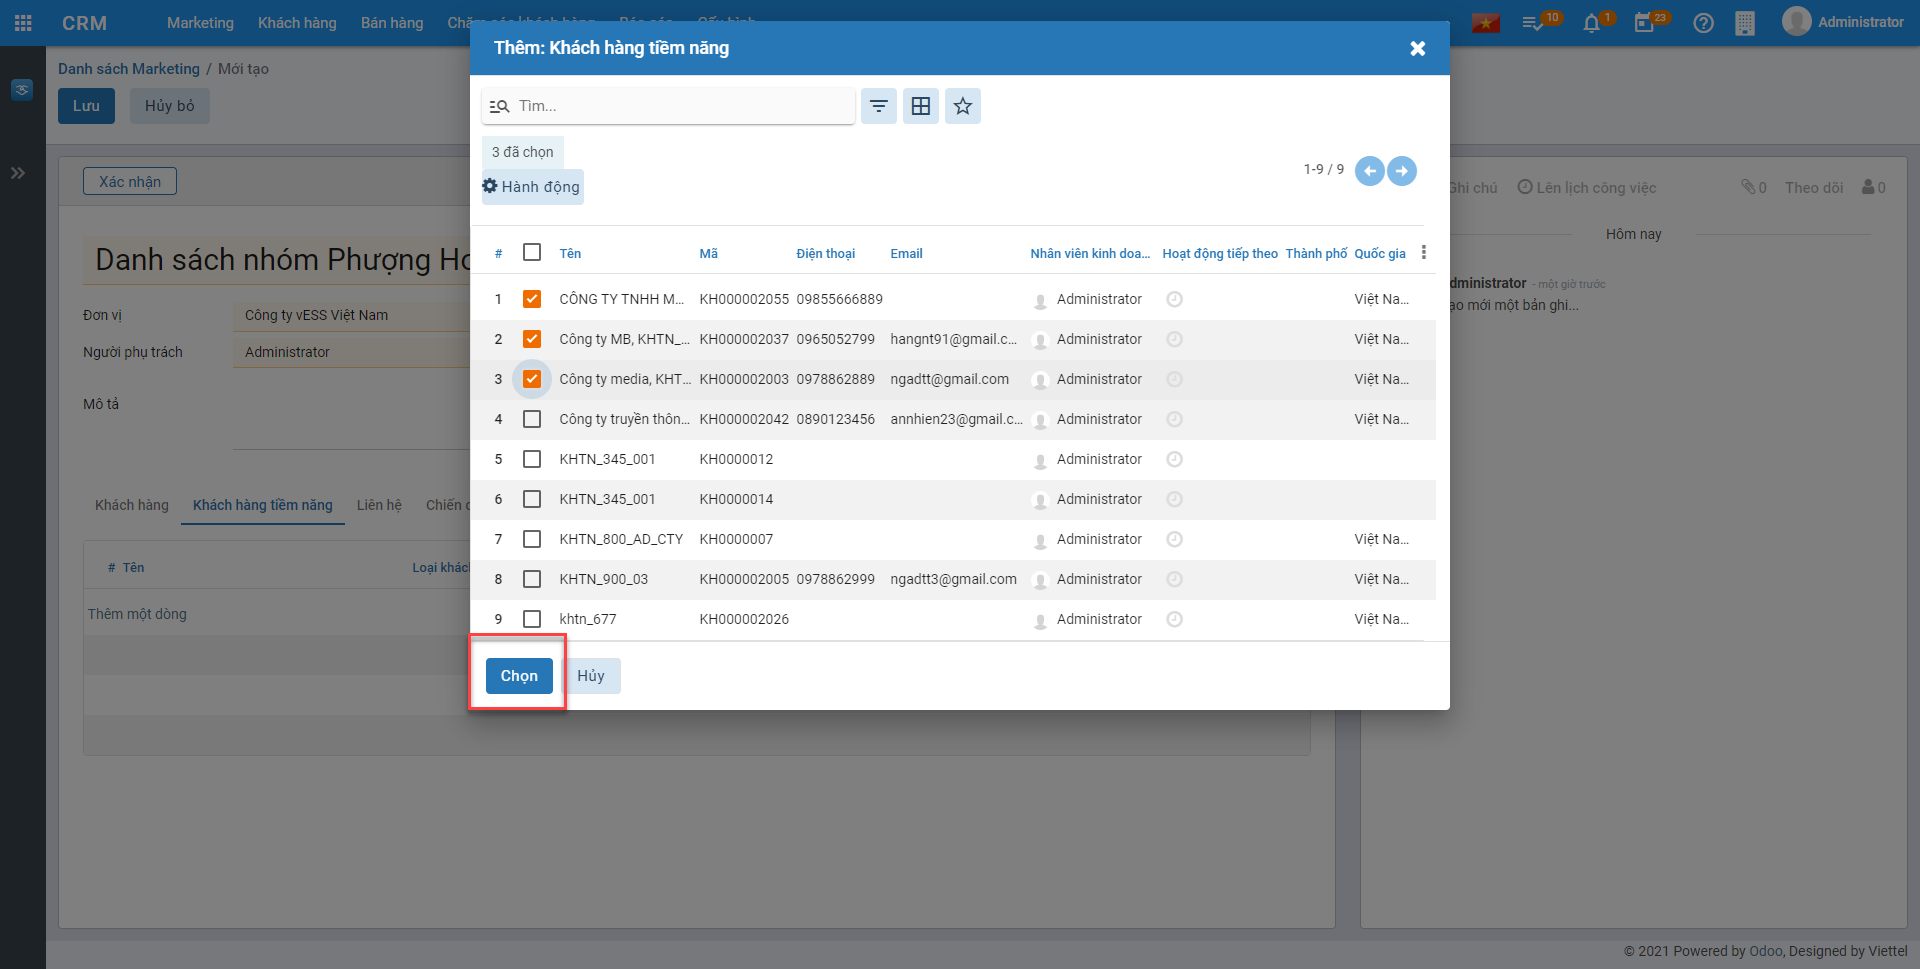 CRM Marketing Khách hàng Bán hàng 10 1 23 Administrator
Danh sách Marketing / Mới tạo
Lưu Hủy bỏ
Xác nhận
Danh sách nhóm Phượng
Đơn vị Công ty vESS Việt Nam
Người phụ trách Administrator
Mô tả
Khách hàng Khách hàng tiềm năng Liên hệ Chiến
# Tên Loại
Thêm một dòng
Thêm: Khách hàng tiềm năng
Tìm...
3 đã chọn
Hành động
1-9 / 9
# Tên Mã Điện thoại Email Nhân viên kinh doa... Hoạt động tiếp theo Thành phố Quốc gia
1 CÔNG TY TNHH M... KH000002055 09855666889 Administrator Việt Na...
2 Công ty MB, KHTN_... KH000002037 0965052799 hangnt91@gmail.c... Administrator Việt Na...
3 Công ty media, KHT... KH000002003 0978862889 ngadtt@gmail.com Administrator Việt Na...
4 Công ty truyền thôn... KH000002042 0890123456 annhien23@gmail.c... Administrator Việt Na...
5 KHTN_345_001 KH0000012 Administrator
6 KHTN_345_001 KH0000014 Administrator
7 KHTN_800_AD_CTY KH0000007 Administrator Việt Na...
8 KHTN_900_03 KH000002005 0978862999 ngadtt3@gmail.com Administrator Việt Na...
9 khtn_677 KH000002026 Administrator Việt Na...
Chọn Hủy
Ghi chú Lên lịch công việc 0 Theo dõi 0
Hôm nay
dministrator - một giờ trước
ạo mới một bản ghi...
© 2021 Powered by Odoo, Designed by Viettel